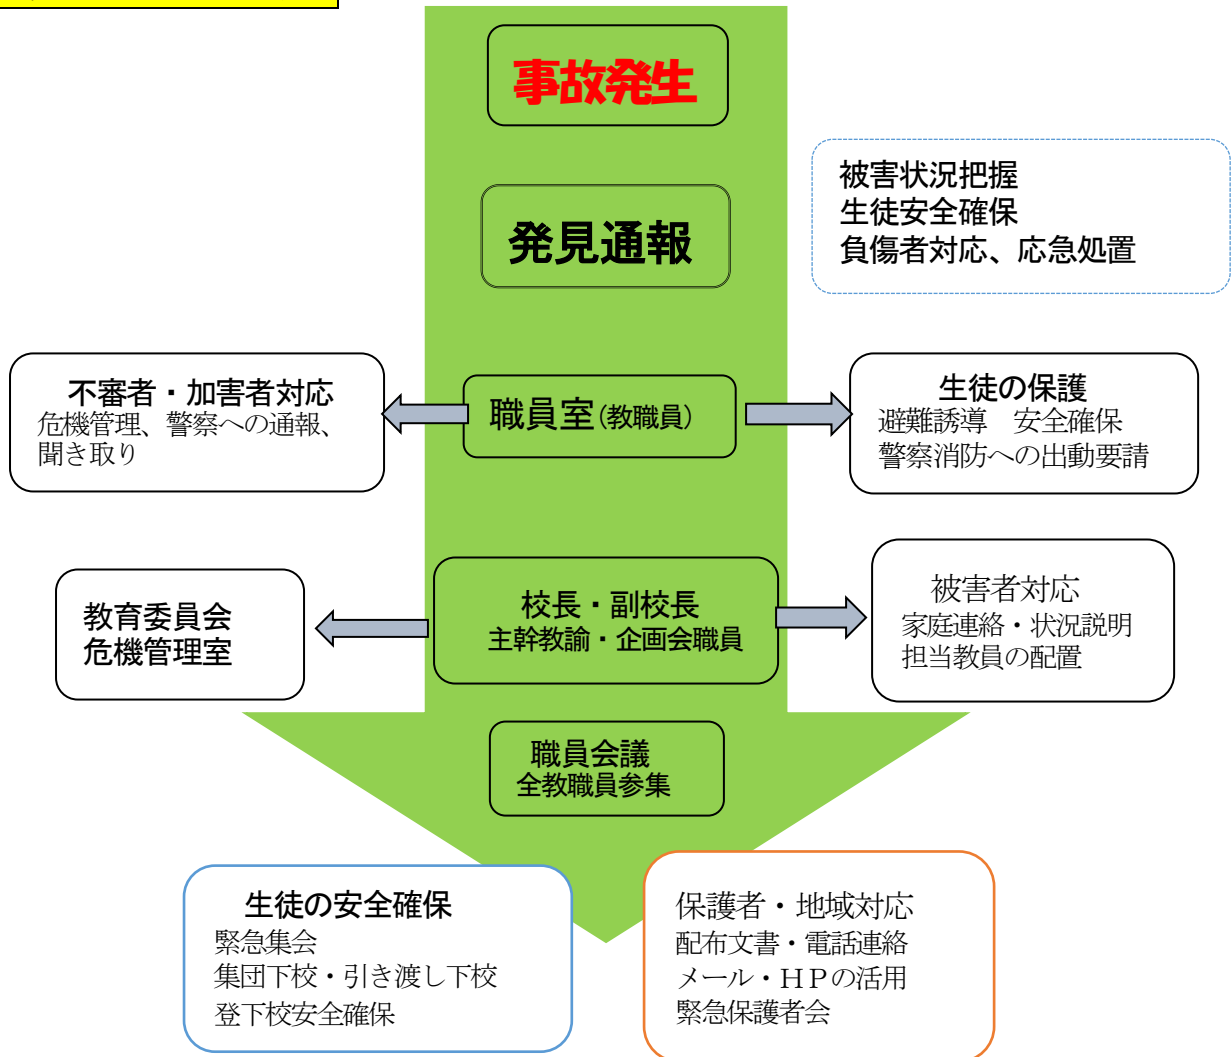 事故発生
発見通報
被害状況把握
生徒安全確保
負傷者対応、応急処置
不審者・加害者対応
危機管理、警察への通報、
聞き取り
職員室(教職員)
生徒の保護
避難誘導　安全確保
警察消防への出動要請
教育委員会
危機管理室
校長・副校長
主幹教諭・企画会職員
被害者対応
家庭連絡・状況説明
担当教員の配置
職員会議
全教職員参集
生徒の安全確保
緊急集会
集団下校・引き渡し下校
登下校安全確保
保護者・地域対応
配布文書・電話連絡
メール・ＨＰの活用
緊急保護者会